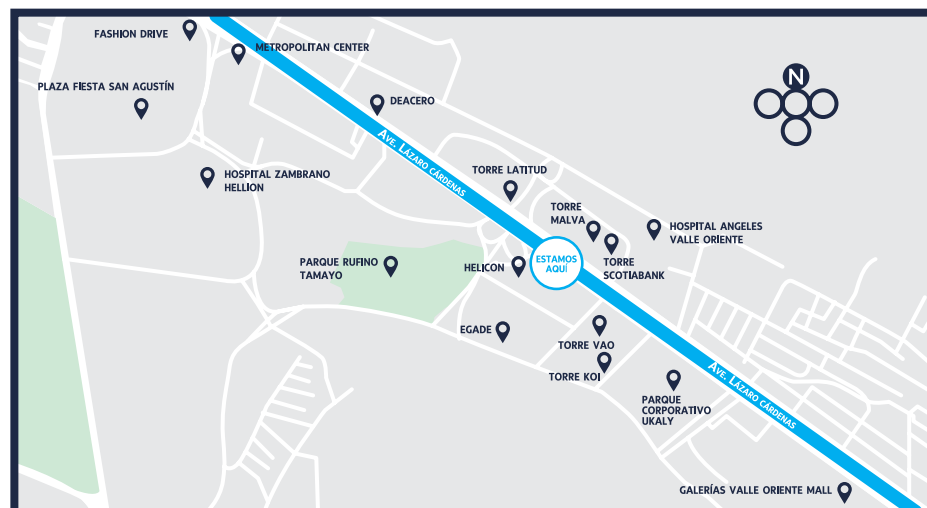 FASHION DRIVE
METROPOLITAN CENTER
PLAZA FIESTA SAN AGUSTÍN
DEACERO
N
AVE. LÁZARO CÁRDENAS
HOSPITAL ZAMBRANO
HELLION
TORRE LATITUD
TORRE
MALVA
HOSPITAL ANGELES
VALLE ORIENTE
PARQUE RUFINO
TAMAYO
HELICON
ESTAMOS
AQUÍ
TORRE
SCOTIABANK
EGADE
TORRE VAO
TORRE KOI
AVE. LÁZARO CÁRDENAS
PARQUE
CORPORATIVO
UKALY
GALERÍAS VALLE ORIENTE MALL